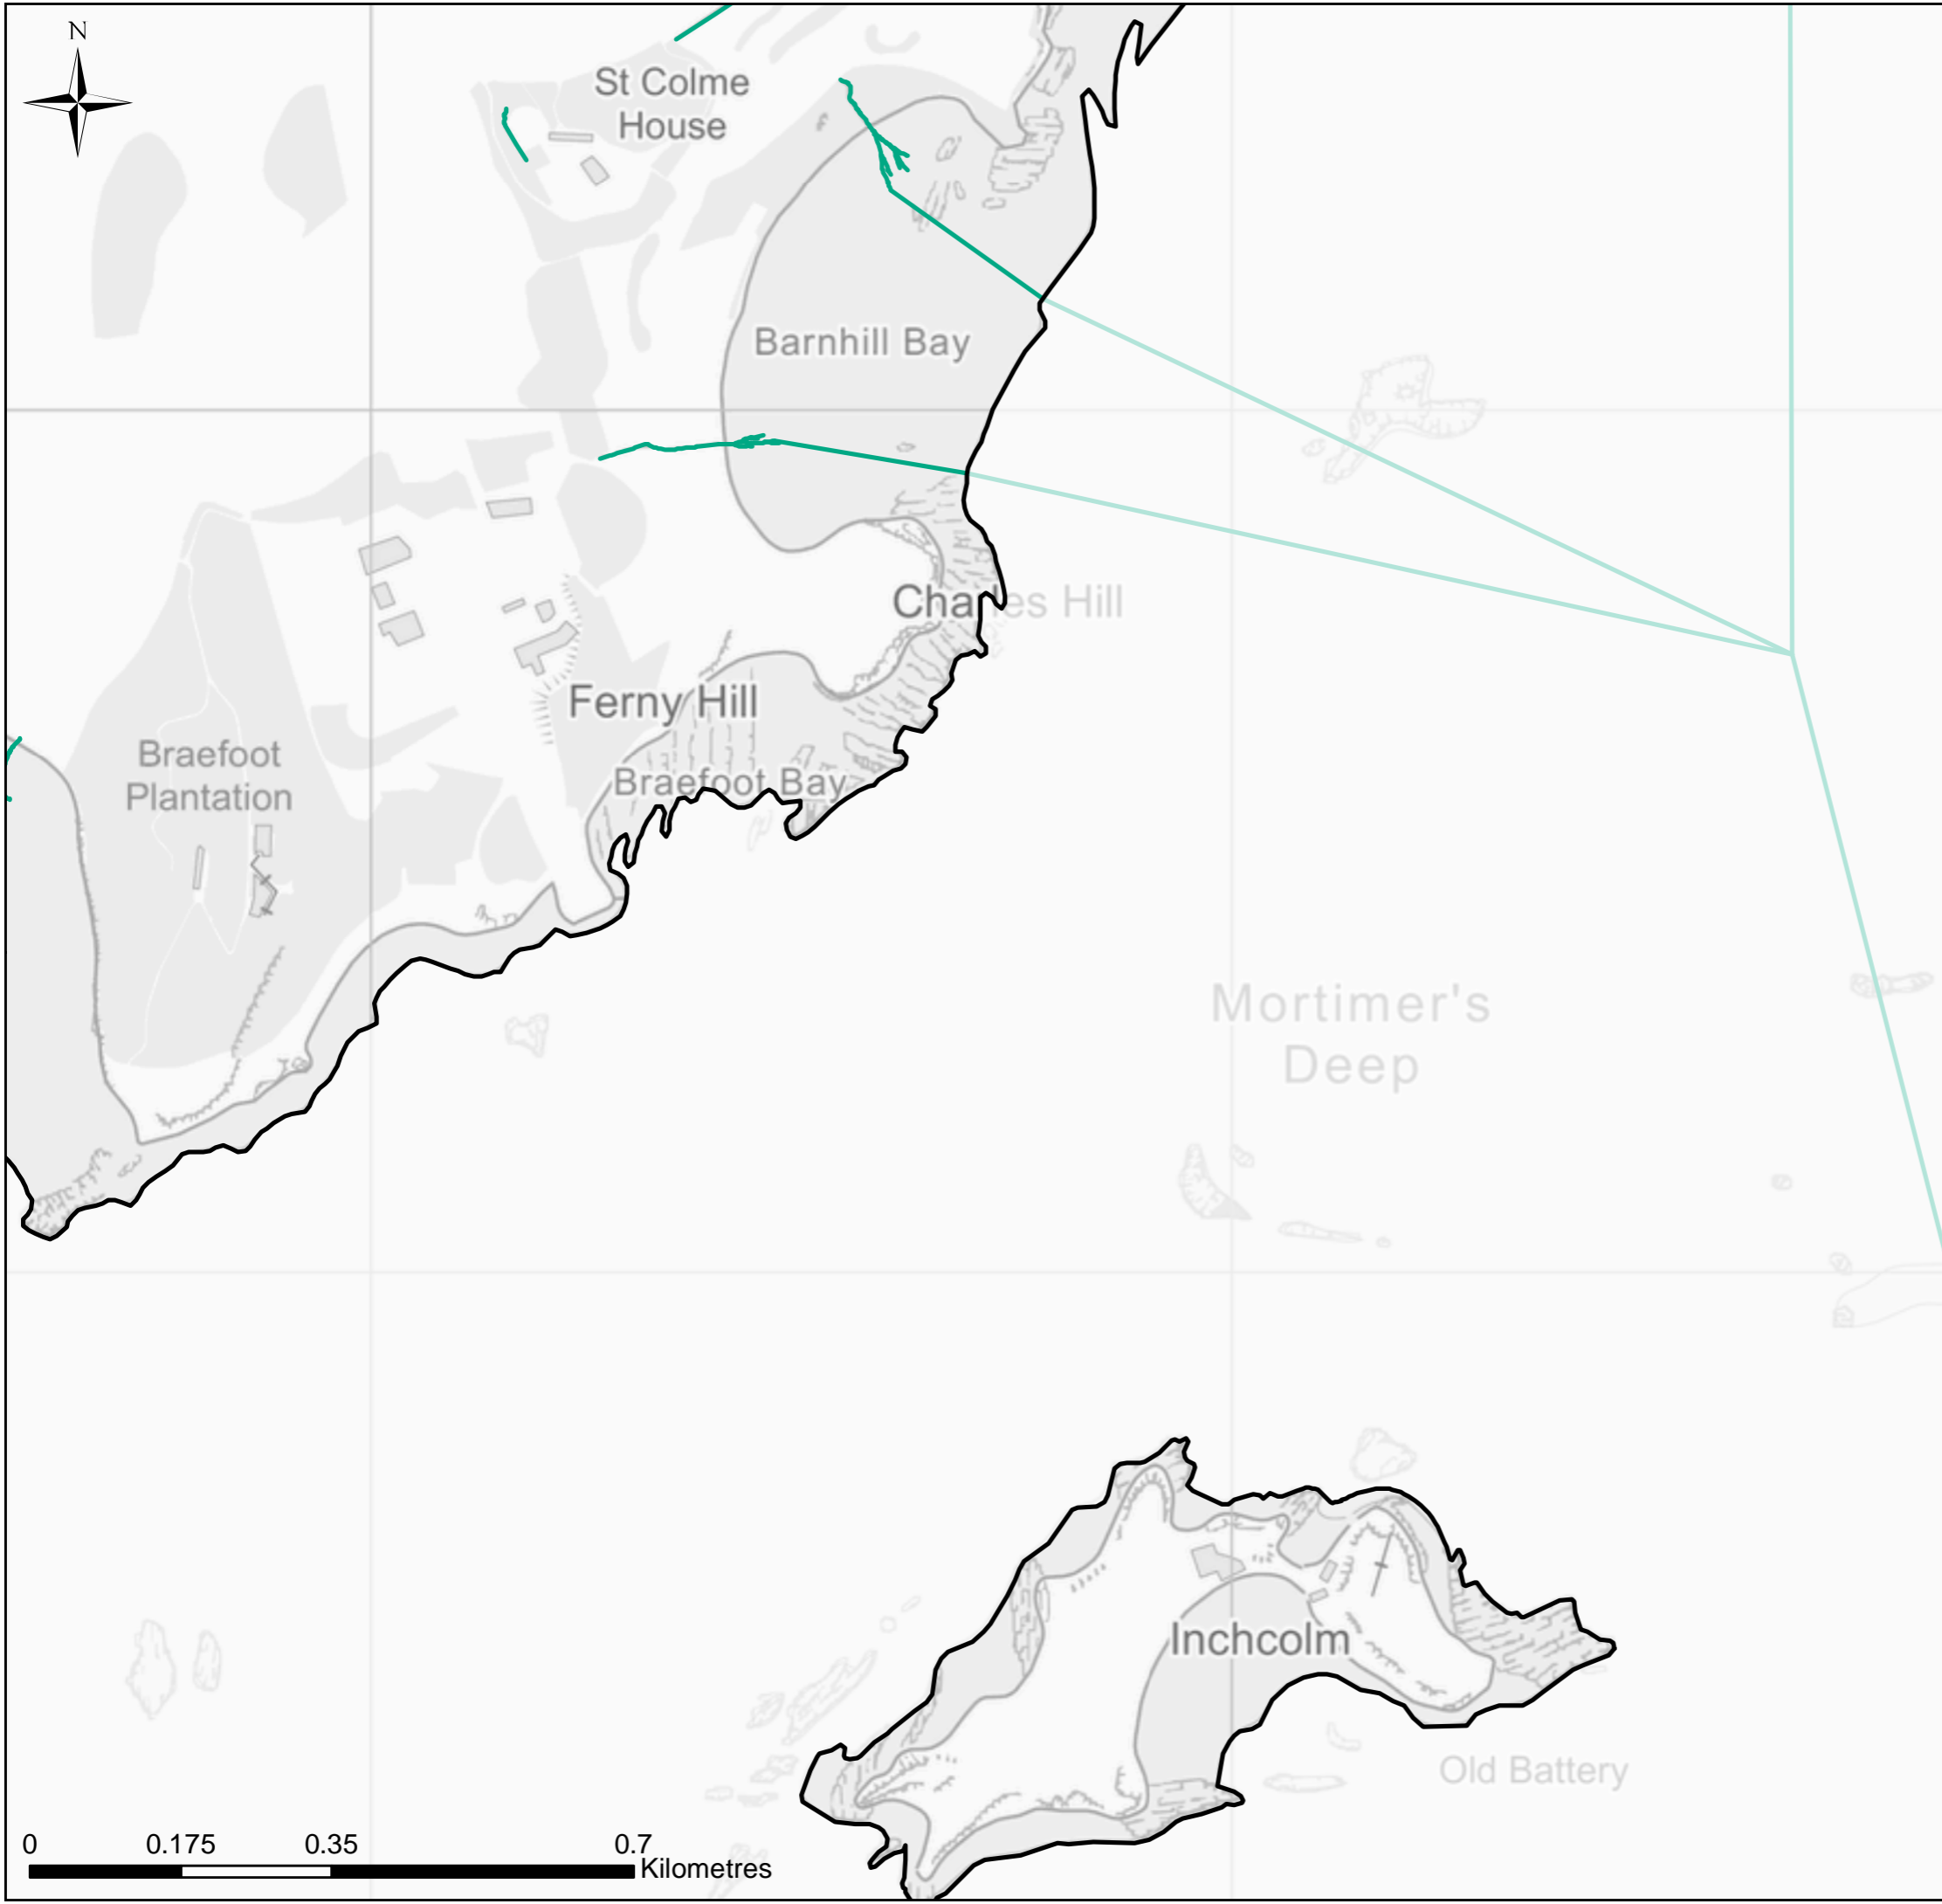 N
St Colme
House
Barnhill Bay
Charles Hill
Ferny Hill
Braefoot
Plantation
Braefoot Bay
Mortimer's
Deep
Inchcolm
Old Battery
0 0.175 0.35 0.7
Kilometres